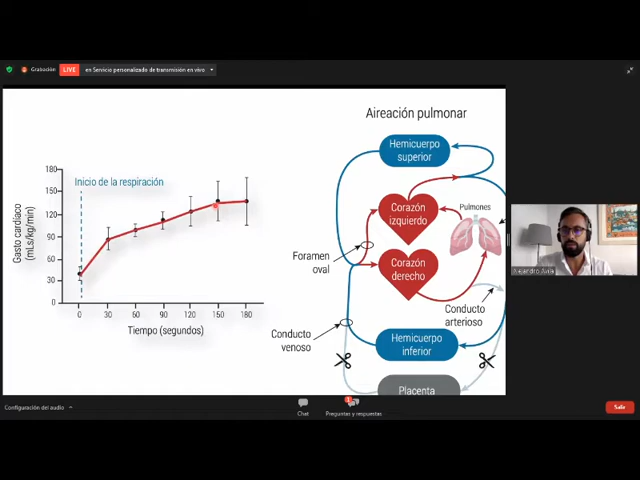 Grabación
LIVE
en Servicio personalizado de transmisión en vivo
Aireación pulmonar
Inicio de la respiración
Gasto cardíaco
(mLs/kg/min)
180
150
120
90
60
30
0
0 30 60 90 120 150 180
Tiempo (segundos)
Hemicuerpo
superior
Corazón
izquierdo
Pulmones
Foramen
oval
Corazón
derecho
Conducto
arterioso
Conducto
venoso
Hemicuerpo
inferior
Placenta
Configuración del audio
Chat
Preguntas y respuestas
Salir